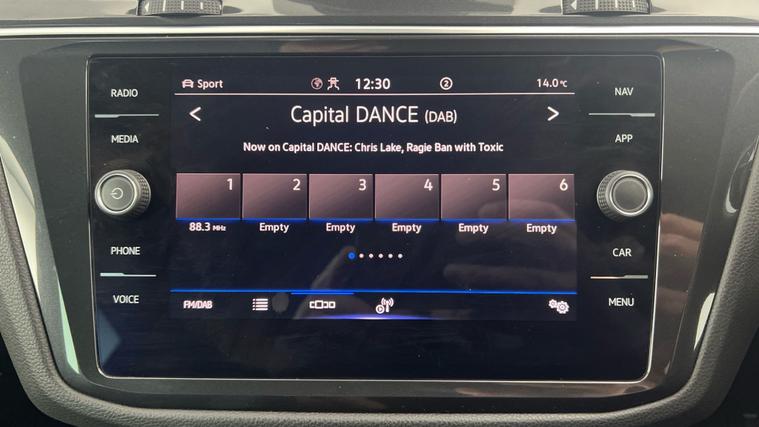 RADIO
MEDIA
PHONE
VOICE
Sport 12:30 2 14.0°C
< Capital DANCE (DAB) >
Now on Capital DANCE: Chris Lake, Ragie Ban with Toxic
1 2 3 4 5 6
88.3 MHz Empty Empty Empty Empty Empty
FM/DAB
NAV
APP
CAR
MENU